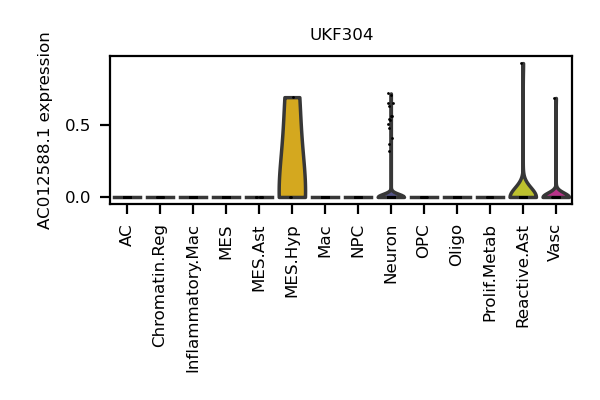 UKF304
AC012588.1 expression
0.5
0.0
AC
Chromatin.Reg
Inflammatory.Mac
MES
MES.Ast
MES.Hyp
Mac
NPC
Neuron
OPC
Oligo
Prolif.Metab
Reactive.Ast
Vasc